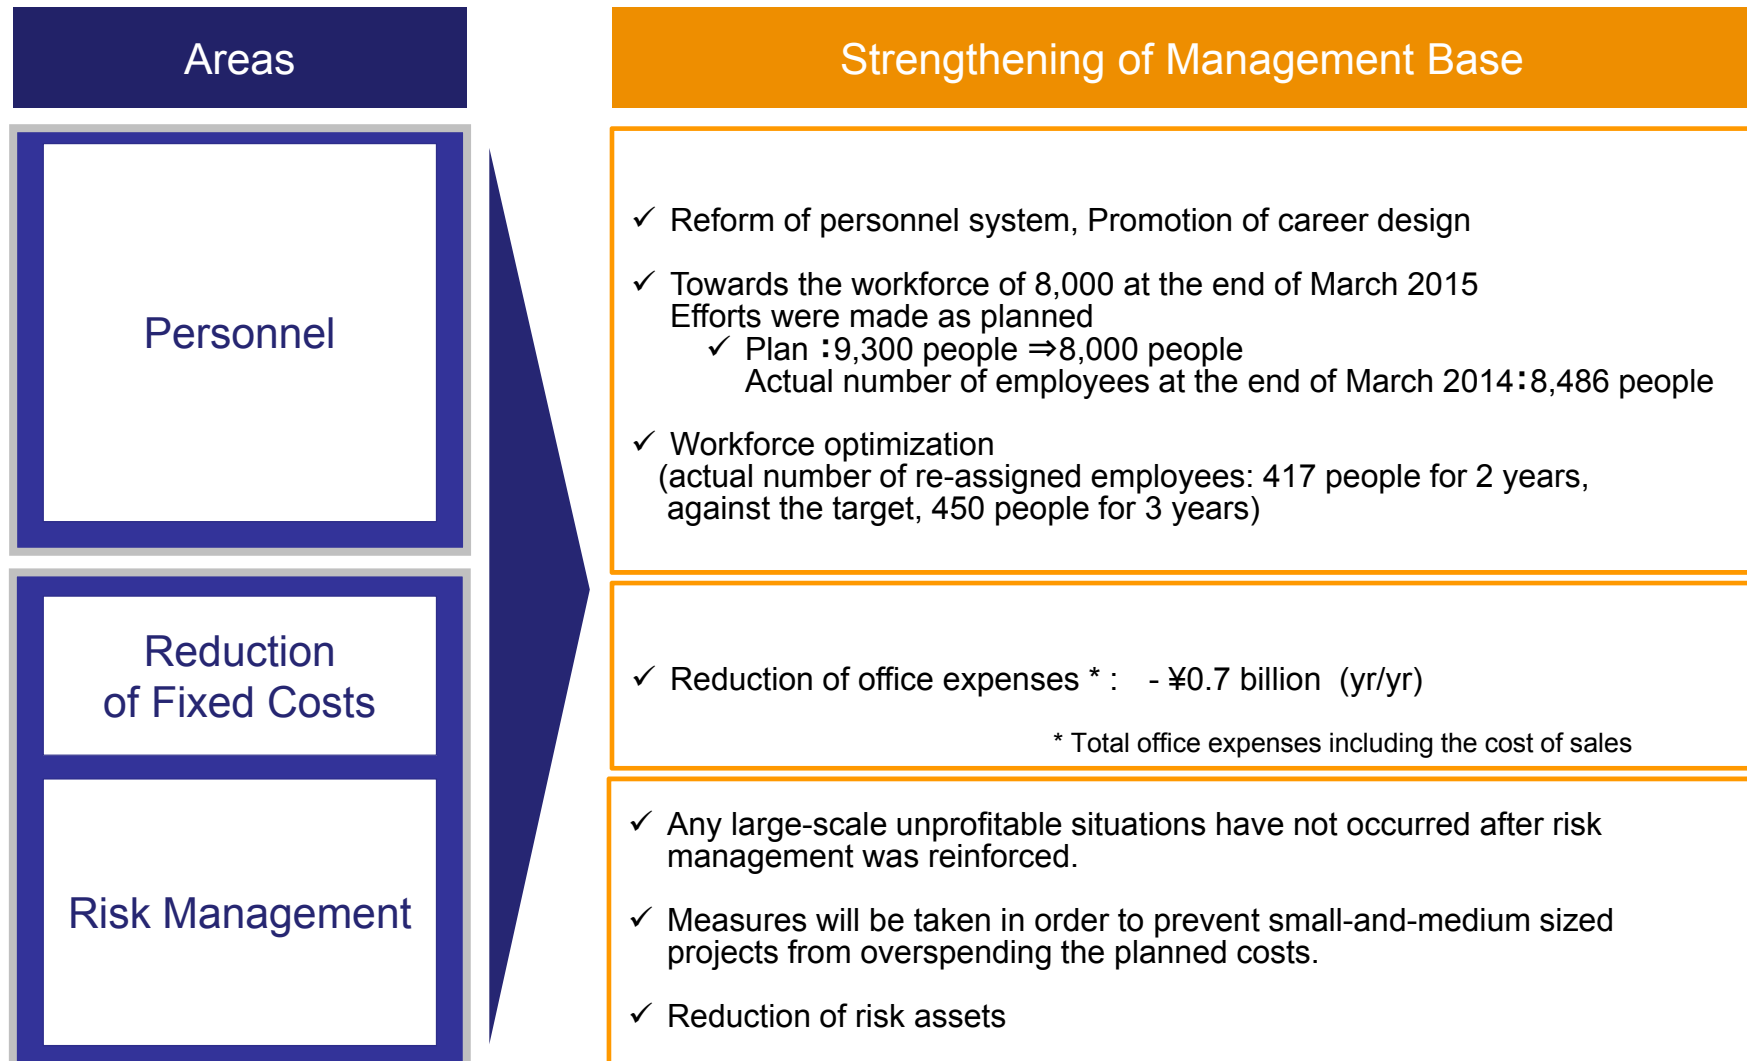 Areas
Strengthening of Management Base
Personnel
✓ Reform of personnel system, Promotion of career design
✓ Towards the workforce of 8,000 at the end of March 2015
Efforts were made as planned
✓ Plan :9,300 people ⇒8,000 people
Actual number of employees at the end of March 2014:8,486 people
✓ Workforce optimization
(actual number of re-assigned employees: 417 people for 2 years,
against the target, 450 people for 3 years)
Reduction
of Fixed Costs
✓ Reduction of office expenses * : - ¥0.7 billion (yr/yr)
* Total office expenses including the cost of sales
Risk Management
✓ Any large-scale unprofitable situations have not occurred after risk
management was reinforced.
✓ Measures will be taken in order to prevent small-and-medium sized
projects from overspending the planned costs.
✓ Reduction of risk assets